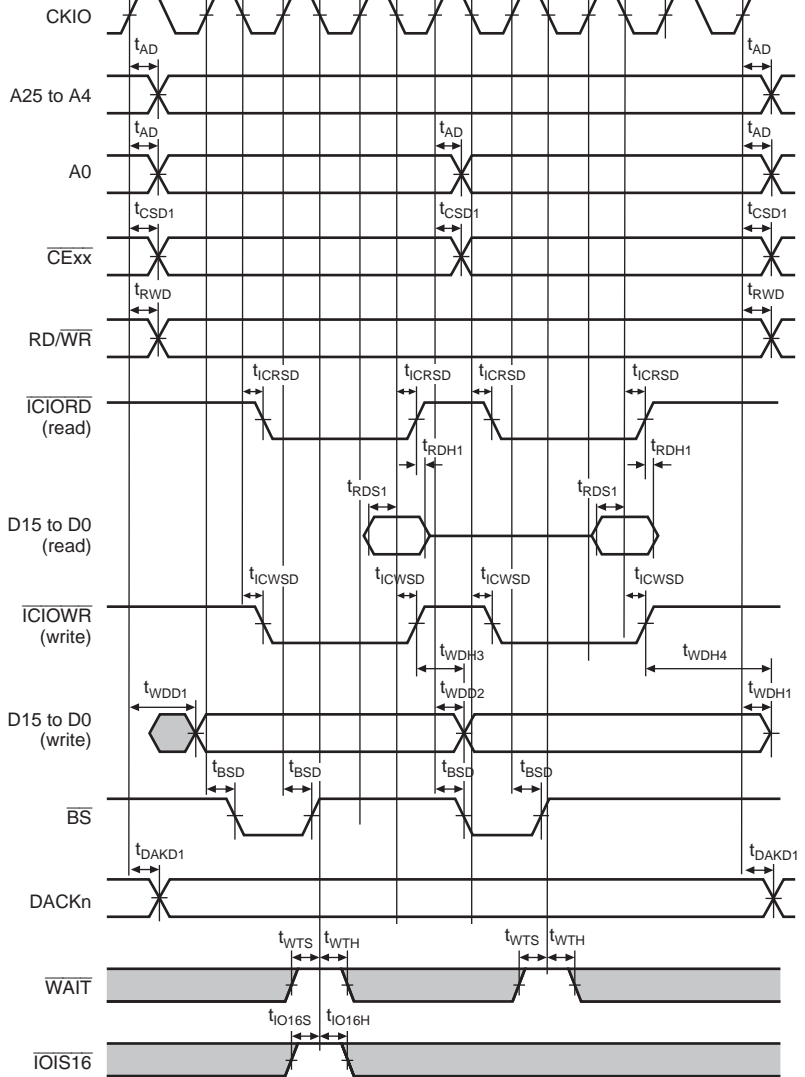 CKIO
tAD tAD
A25 to A4
tAD tAD tAD
A0
tCSD1 tCSD1 tCSD1
CExx
tRWD tRWD
RD/WR
tICRSD tICRSD tICRSD tICRSD
ICIORD
(read)
tRDH1 tRDH1
tRDS1 tRDS1
D15 to D0
(read)
tICWSD tICWSD tICWSD tICWSD
ICIOWR
(write)
tWDH3 tWDH4
tWDD1 tWDD2 tWDH1
D15 to D0
(write)
tBSD tBSD tBSD tBSD
BS
tDAKD1 tDAKD1
DACKn
tWTS tWTH tWTS tWTH
WAIT
tIO16S tIO16H
IOIS16